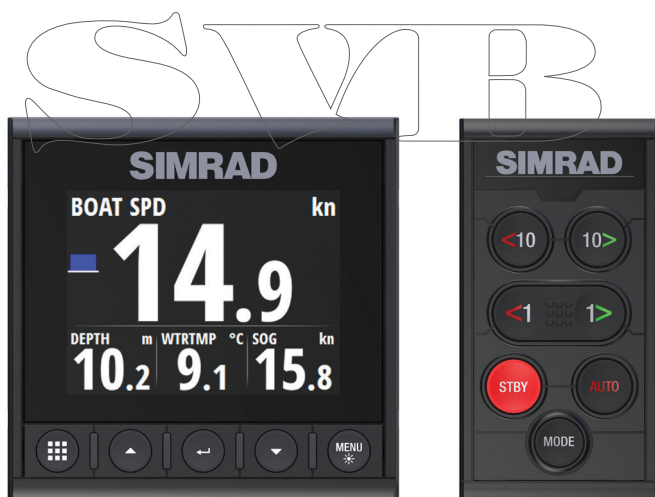 SVB
SIMRAD
BOAT SPD kn
14.9
DEPTH m WTRTMP °C SOG kn
10.2 9.1 15.8
MENU
SIMRAD
<10 10>
<1 1>
STBY AUTO
MODE